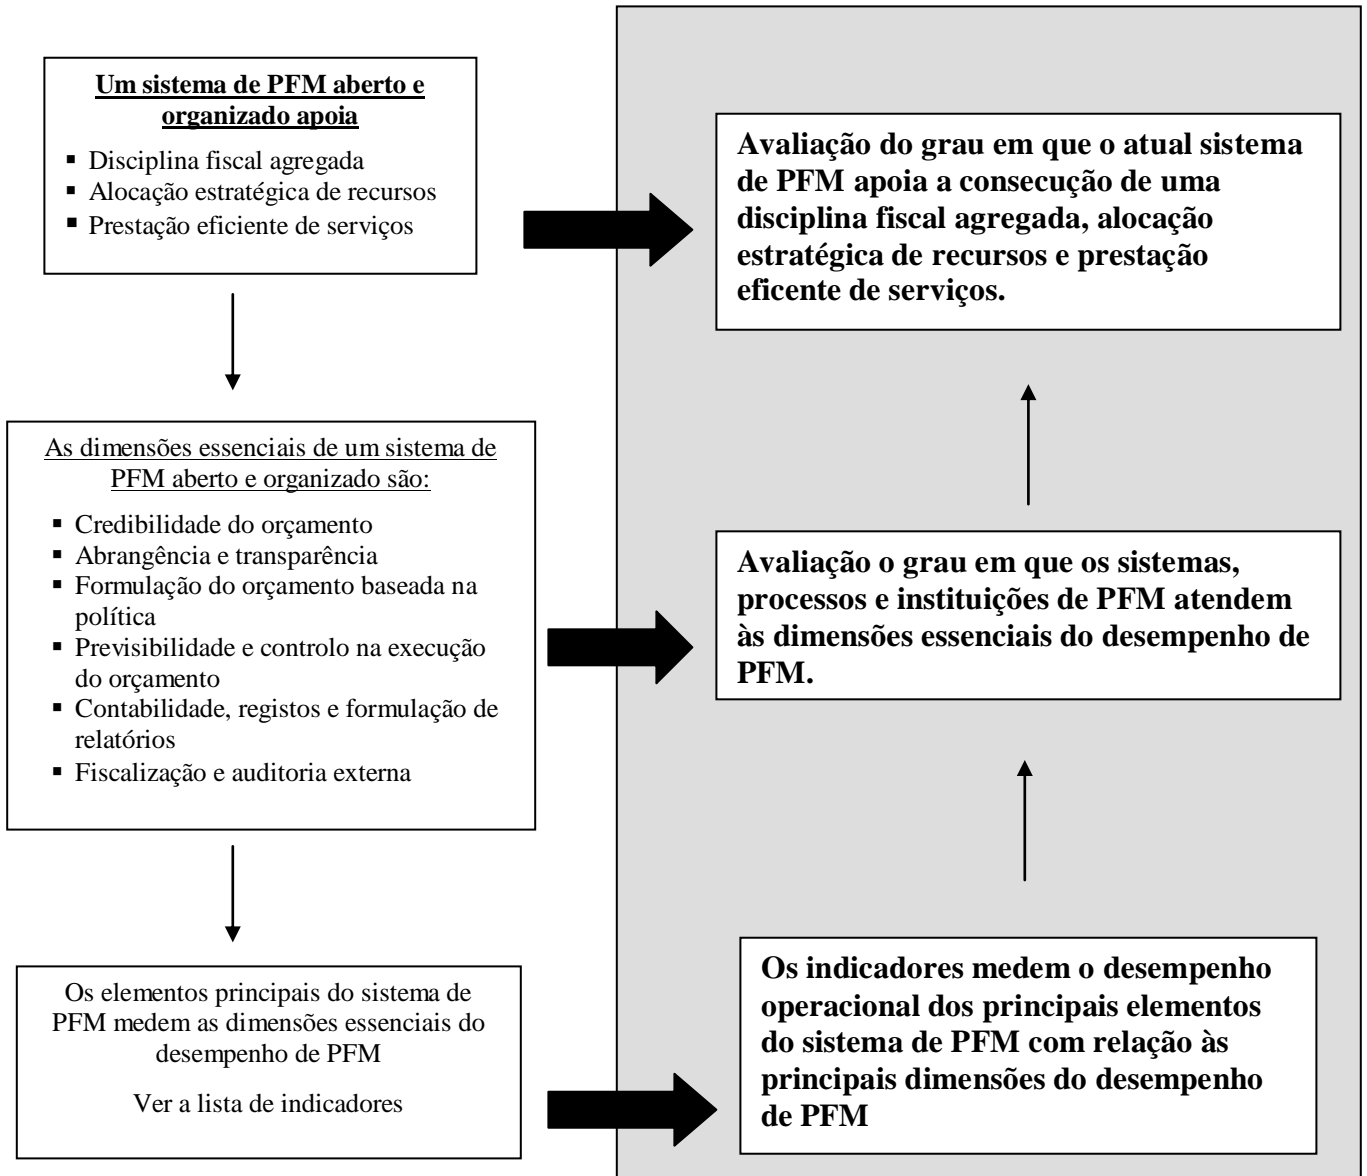 Um sistema de PFM aberto e
organizado apoia
▪ Disciplina fiscal agregada
▪ Alocação estratégica de recursos
▪ Prestação eficiente de serviços
Avaliação do grau em que o atual sistema
de PFM apoia a consecução de uma
disciplina fiscal agregada, alocação
estratégica de recursos e prestação
eficente de serviços.
As dimensões essenciais de um sistema de
PFM aberto e organizado são:
▪ Credibilidade do orçamento
▪ Abrangência e transparência
▪ Formulação do orçamento baseada na
política
▪ Previsibilidade e controlo na execução
do orçamento
▪ Contabilidade, registos e formulação de
relatórios
▪ Fiscalização e auditoria externa
Avaliação o grau em que os sistemas,
processos e instituições de PFM atendem
às dimensões essenciais do desempenho de
PFM.
Os elementos principais do sistema de
PFM medem as dimensões essenciais do
desempenho de PFM
Ver a lista de indicadores
Os indicadores medem o desempenho
operacional dos principais elementos
do sistema de PFM com relação às
principais dimensões do desempenho
de PFM